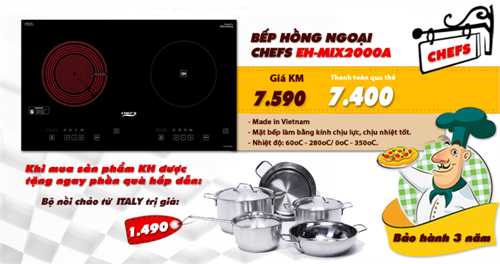 BẾP HỒNG NGOẠI
CHEFS EH-MIX2000A
CHEFS
Giá KM
7.590
Thanh toán qua thẻ
7.400
- Made in Vietnam
- Mặt bếp làm bằng kính chịu lực, chịu nhiệt tốt.
- Nhiệt độ: 60oC - 280oC/ 0oC - 350oC.
Khi mua sản phẩm KH được
tặng ngay phần quà hấp dẫn:
Bộ nồi chảo từ ITALY trị giá:
1.490 đ
Bảo hành 3 năm